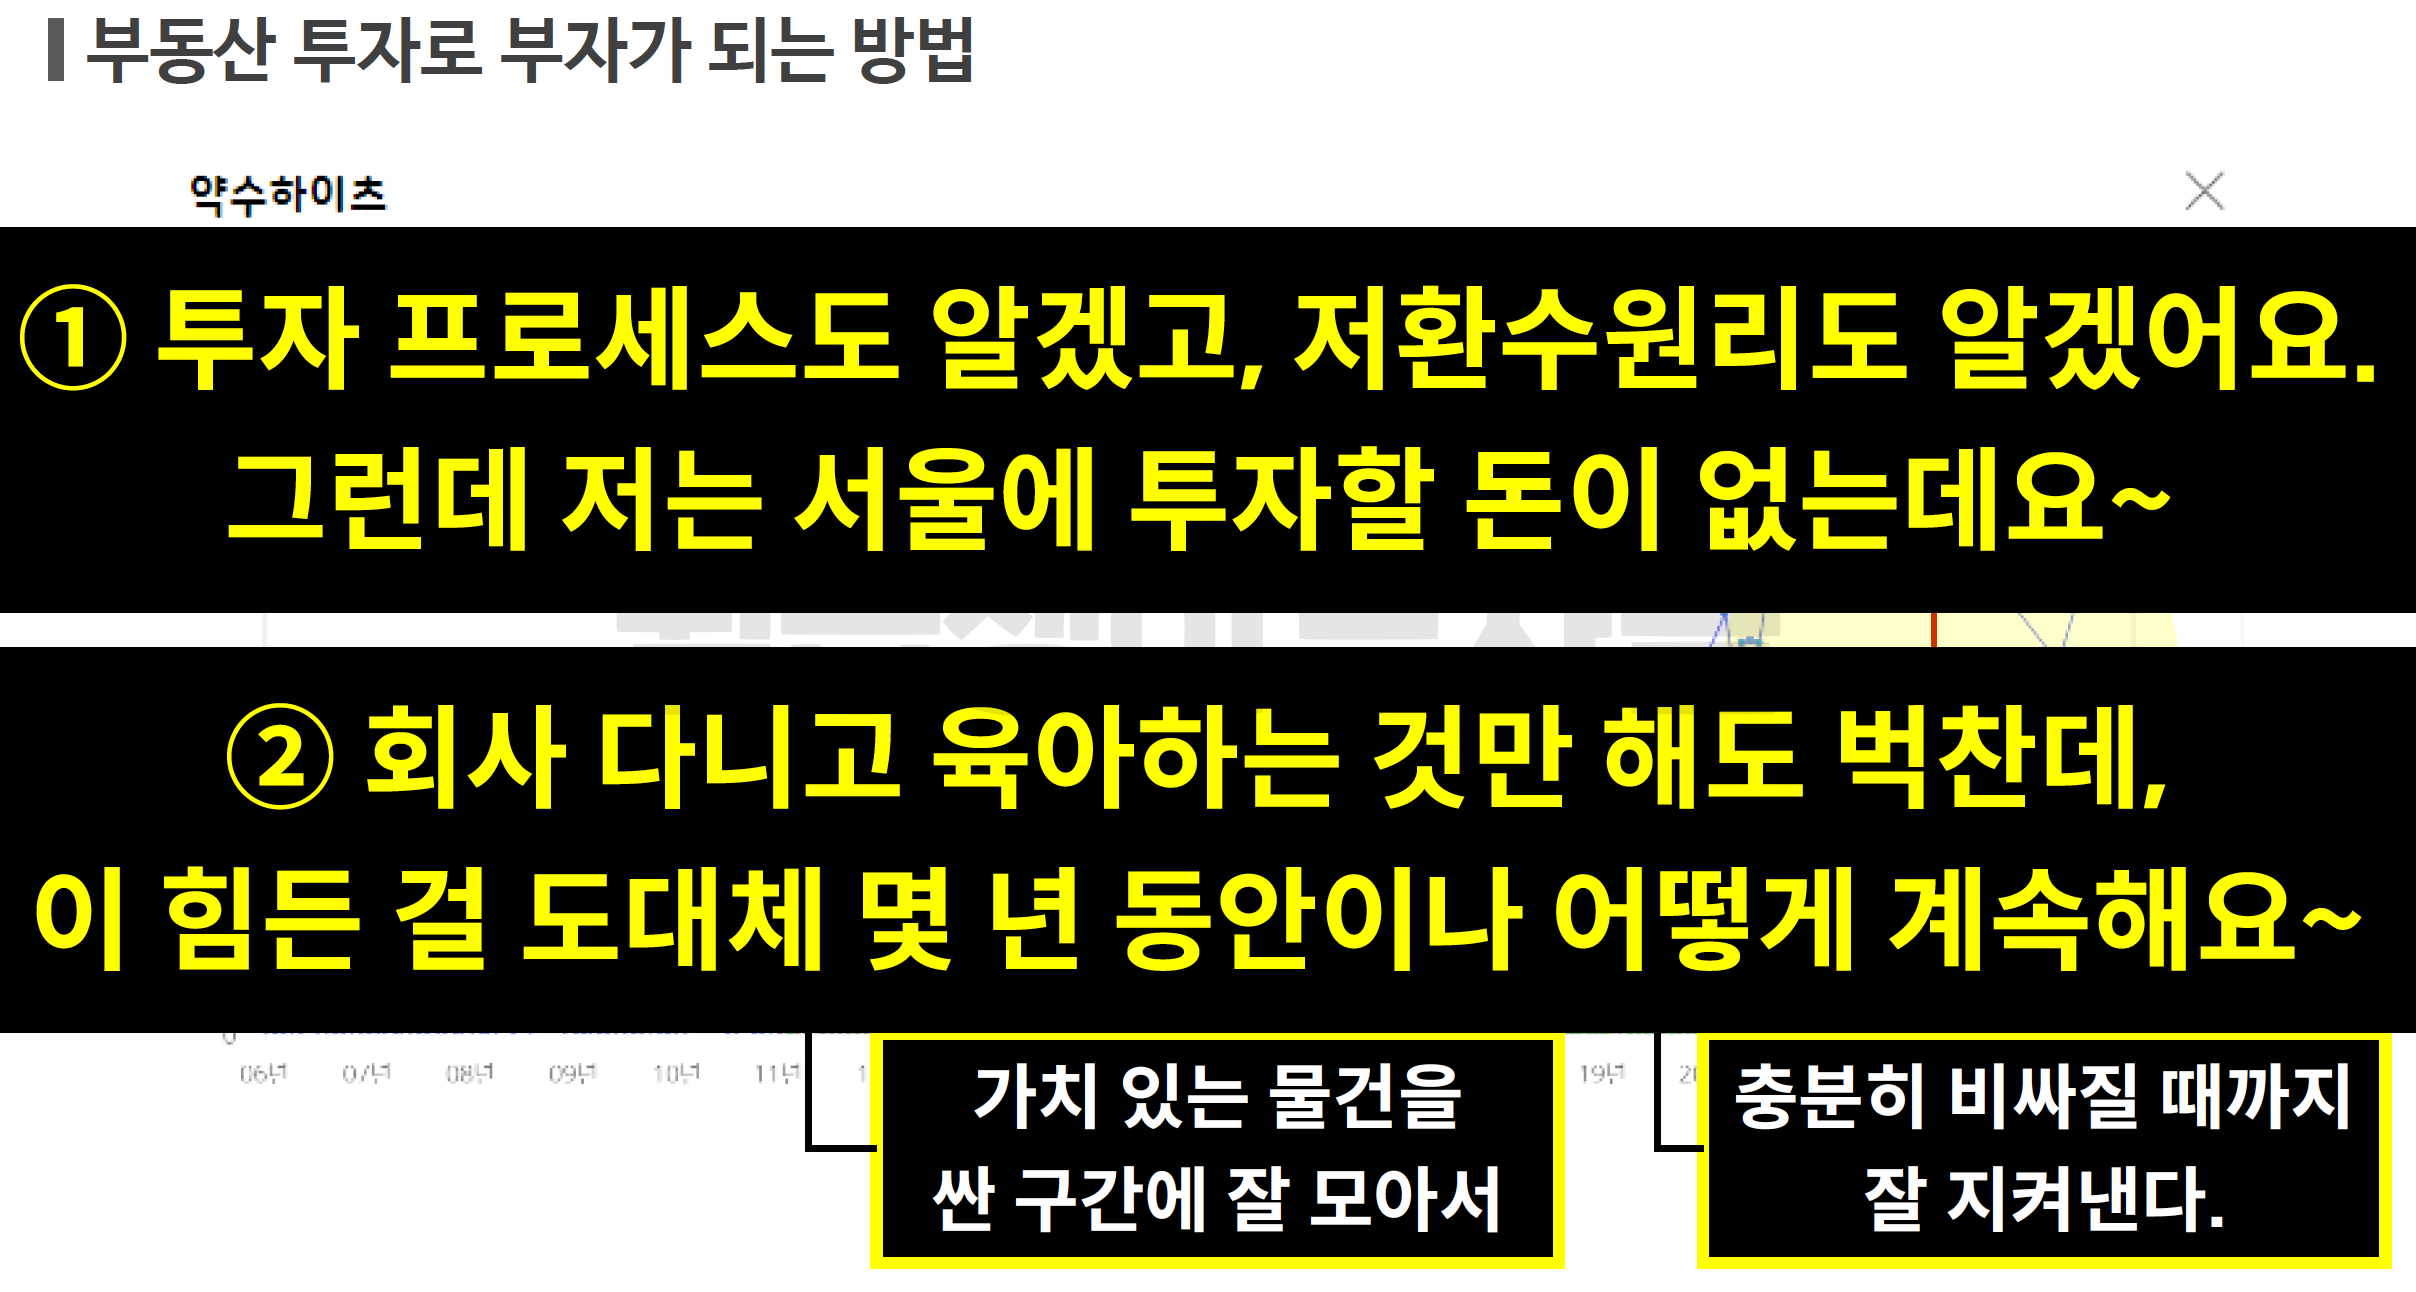 부동산 투자로 부자가 되는 방법
약수하이츠
① 투자 프로세스도 알겠고, 저환수원리도 알겠어요.
그런데 저는 서울에 투자할 돈이 없는데요~
② 회사 다니고 육아하는 것만 해도 벅찬데,
이 힘든 걸 도대체 몇 년 동안이나 어떻게 계속해요~
0
06년 07년 08년 09년 10년 11년 19년
가치 있는 물건을
싼 구간에 잘 모아서
충분히 비싸질 때까지
잘 지켜낸다.